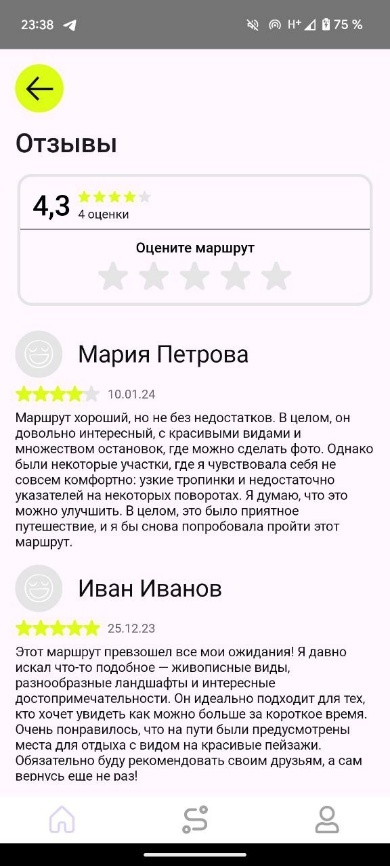 23:38
H+ 75 %
Отзывы
4,3
4 оценки
Оцените маршрут
Мария Петрова
10.01.24
Маршрут хороший, но не без недостатков. В целом, он
довольно интересный, с красивыми видами и
множеством остановок, где можно сделать фото. Однако
были некоторые участки, где я чувствовала себя не
совсем комфортно: узкие тропинки и недостаточно
указателей на некоторых поворотах. Я думаю, что это
можно улучшить. В целом, это было приятное
путешествие, и я бы снова попробовала пройти этот
маршрут.
Иван Иванов
25.12.23
Этот маршрут превзошел все мои ожидания! Я давно
искал что-то подобное — живописные виды,
разнообразные ландшафты и интересные
достопримечательности. Он идеально подходит для тех,
кто хочет увидеть как можно больше за короткое время.
Очень понравилось, что на пути были предусмотрены
места для отдыха с видом на красивые пейзажи.
Обязательно буду рекомендовать своим друзьям, а сам
вернусь еще не раз!